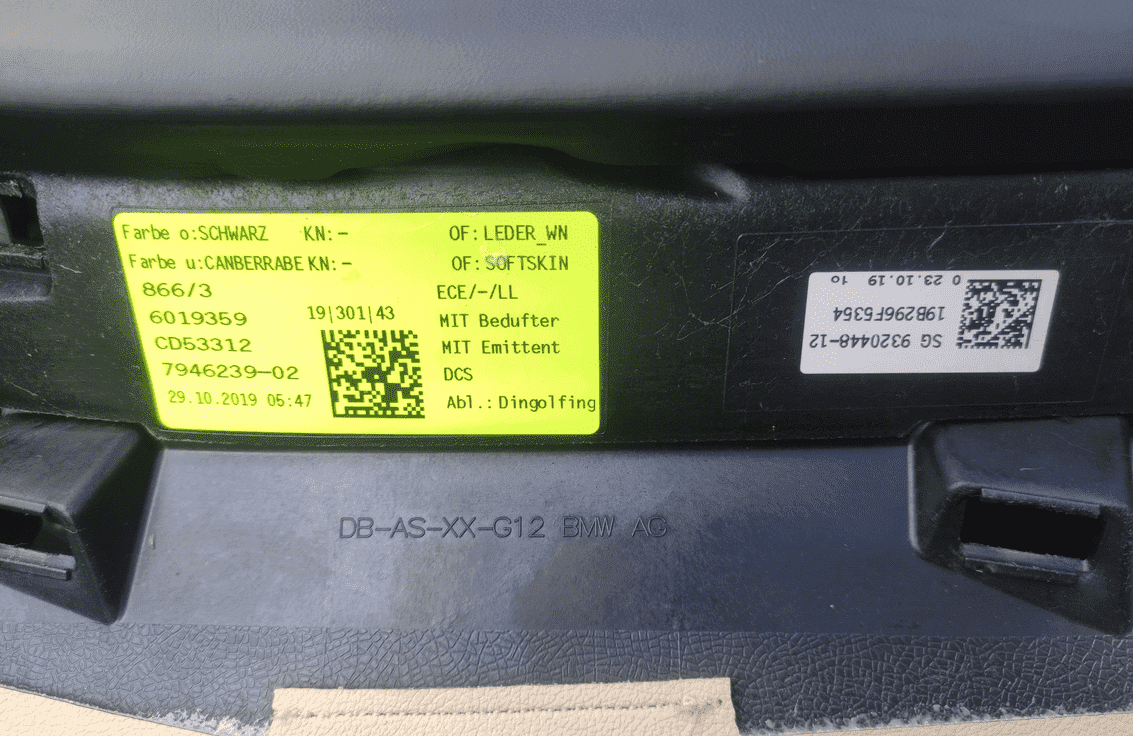 Farbe o:SCHWARZ KN:- OF:LEDER_WN
Farbe u:CANBERRABE KN:- OF:SOFTSKIN
866/3 ECE/-/LL
6019359 19|301|43 MIT Bedufter
CD53312 MIT Emittent
7946239-02 DCS
29.10.2019 05:47 Abl.:Dingolfing
SG 9320448-12
19B296F5354
0 23.10.19 10
DB-AS-XX-G12 BMW AG